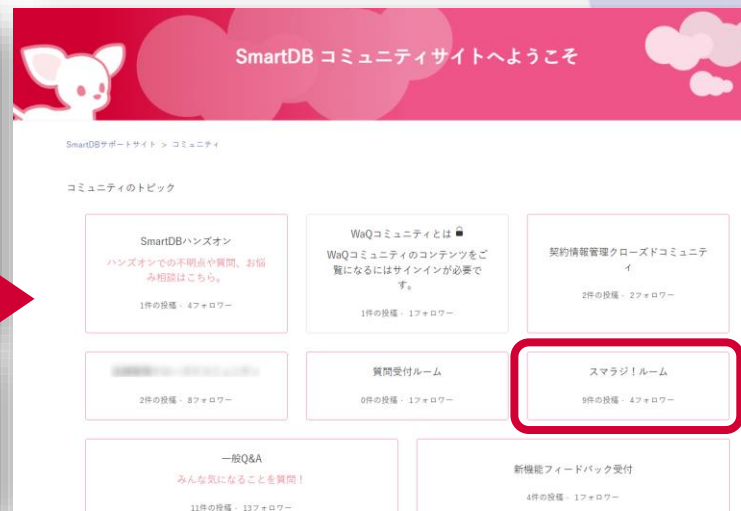 SmartDB コミュニティサイトへようこそ
SmartDBサポートサイト > コミュニティ
コミュニティのトピック
SmartDBハンズオン
ハンズオンでの不明点や質問、お悩
み相談はこちら。
1件の投稿・ 4フォロワー
WaQコミュニティとは
WaQコミュニティのコンテンツをご
覧になるにはサインインが必要で
す。
1件の投稿・ 1フォロワー
契約情報管理クローズドコミュニテ
ィ
2件の投稿・ 2フォロワー
2件の投稿・ 8フォロワー
質問受付ルーム
0件の投稿・ 1フォロワー
スマラジ！ルーム
9件の投稿・ 4フォロワー
一般Q&A
みんな気になることを質問！
11件の投稿・ 13フォロワー
新機能フィードバック受付
4件の投稿・ 1フォロワー